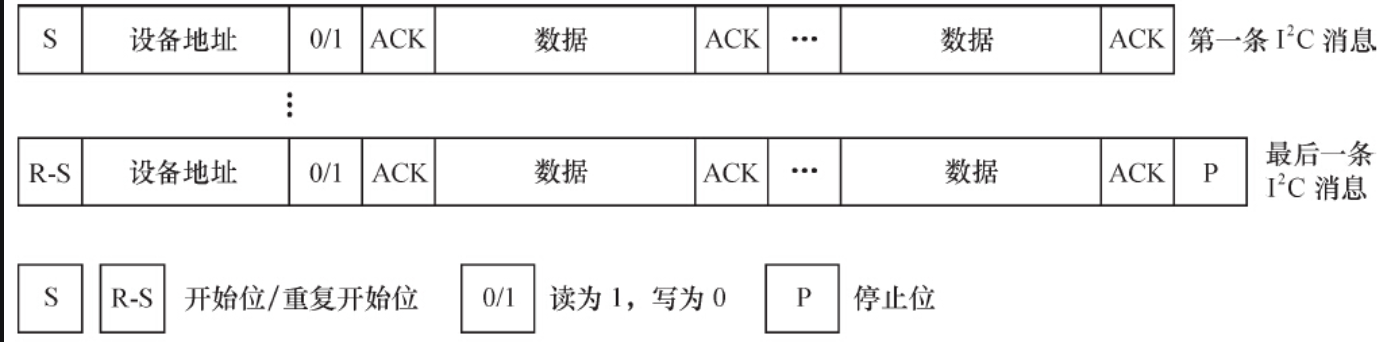 S 设备地址 0/1 ACK 数据 ACK ··· 数据 ACK 第一条 I²C 消息
⋮
R-S 设备地址 0/1 ACK 数据 ACK ··· 数据 ACK P 最后一条
I²C 消息
S R-S 开始位/重复开始位 0/1 读为 1，写为 0 P 停止位